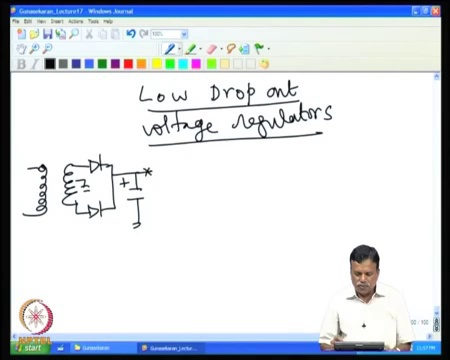 Gunasekaran_Lecture17 - Windows Journal
File Edit View Insert Actions Tools Help
100%
B I
Low Drop out
voltage regulators
+
NPTEL
start
Gunasekaran
Gunasekaran_Lectur...